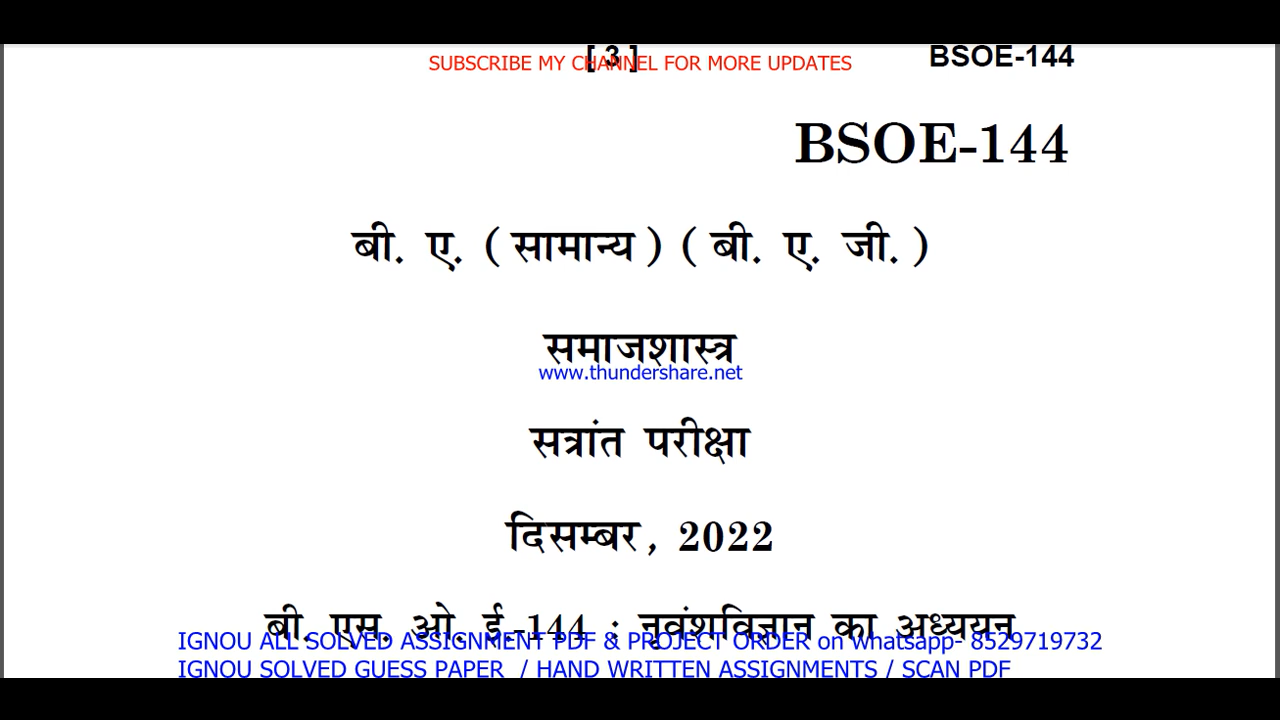 [ 3 ] BSOE-144
SUBSCRIBE MY CHANNEL FOR MORE UPDATES
BSOE-144
बी. ए. ( सामान्य ) ( बी. ए. जी. )
समाजशास्त्र
www.thundershare.net
सत्रांत परीक्षा
दिसम्बर, 2022
बी. एस. ओ. ई.-144 : नृवंशविज्ञान का अध्ययन
IGNOU ALL SOLVED ASSIGNMENT PDF & PROJECT ORDER on whatsapp- 8529719732
IGNOU SOLVED GUESS PAPER / HAND WRITTEN ASSIGNMENTS / SCAN PDF